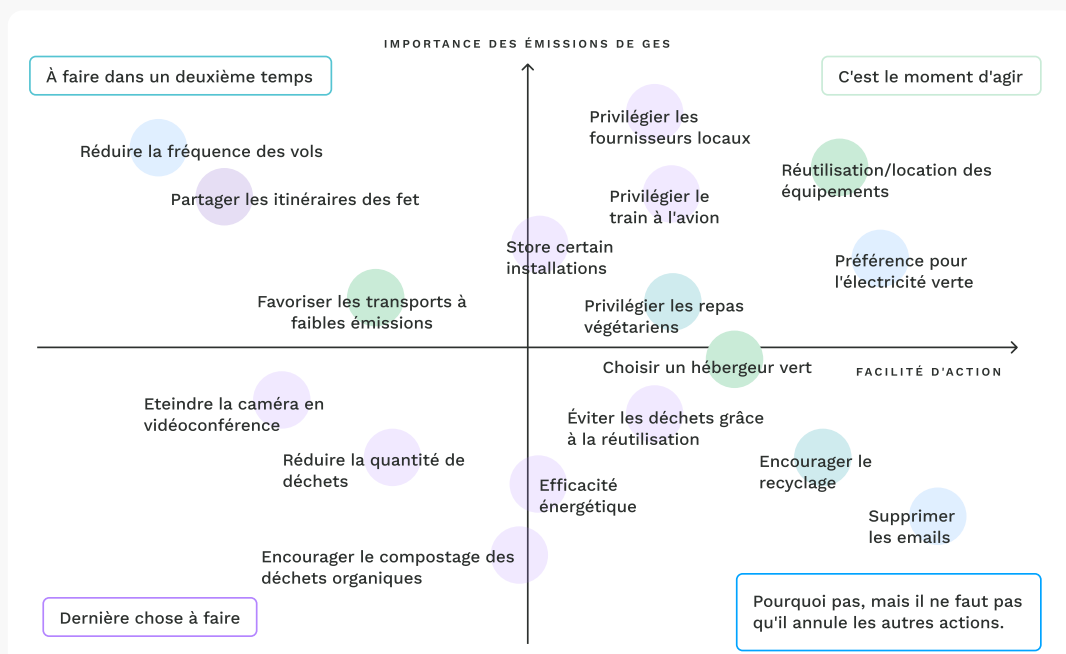 IMPORTANCE DES ÉMISSIONS DE GES
À faire dans un deuxième temps
C'est le moment d'agir
Privilégier les
fournisseurs locaux
Réduire la fréquence des vols
Réutilisation/location des
équipements
Partager les itinéraires des fet
Privilégier le
train à l'avion
Store certain
installations
Préférence pour
l'électricité verte
Favoriser les transports à
faibles émissions
Privilégier les repas
végétariens
Choisir un hébergeur vert
FACILITÉ D'ACTION
Eteindre la caméra en
vidéoconférence
Éviter les déchets grâce
à la réutilisation
Réduire la quantité de
déchets
Encourager le
recyclage
Efficacité
énergétique
Supprimer
les emails
Encourager le compostage des
déchets organiques
Pourquoi pas, mais il ne faut pas
qu'il annule les autres actions.
Dernière chose à faire